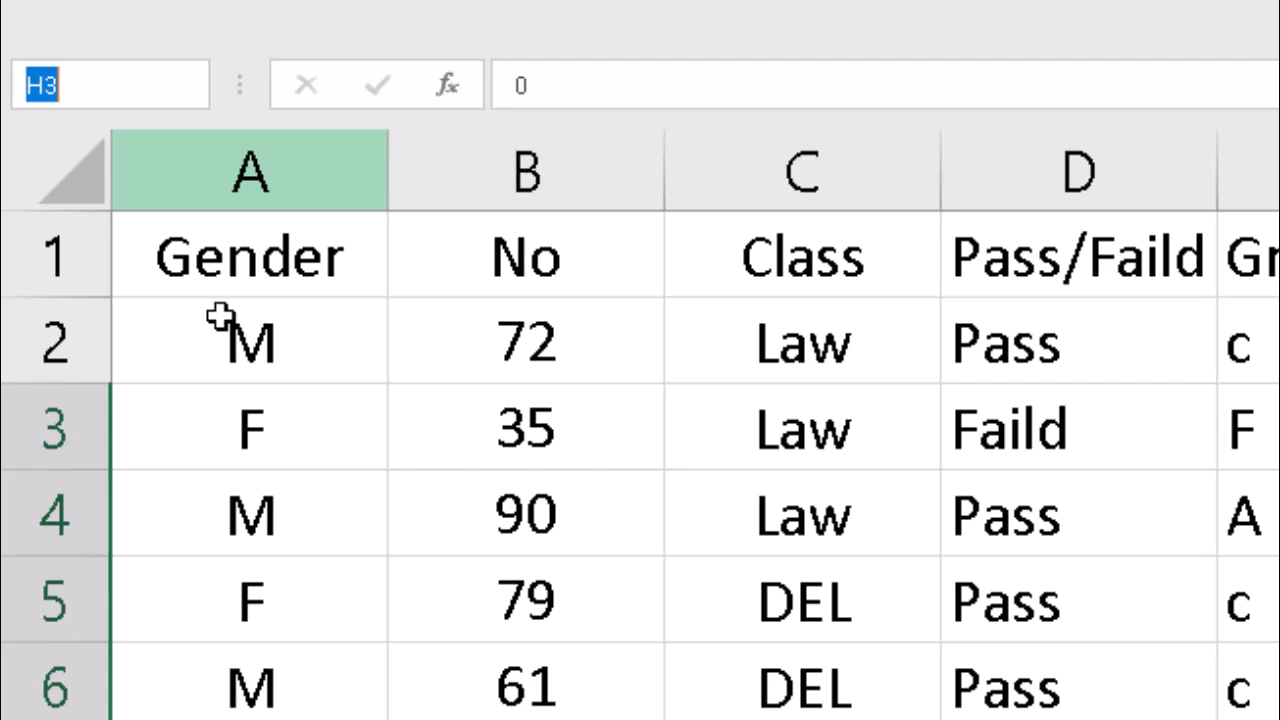 H3 fx 0
A B C D
1 Gender No Class Pass/Faild Gr
2 M 72 Law Pass c
3 F 35 Law Faild F
4 M 90 Law Pass A
5 F 79 DEL Pass c
6 M 61 DEL Pass c